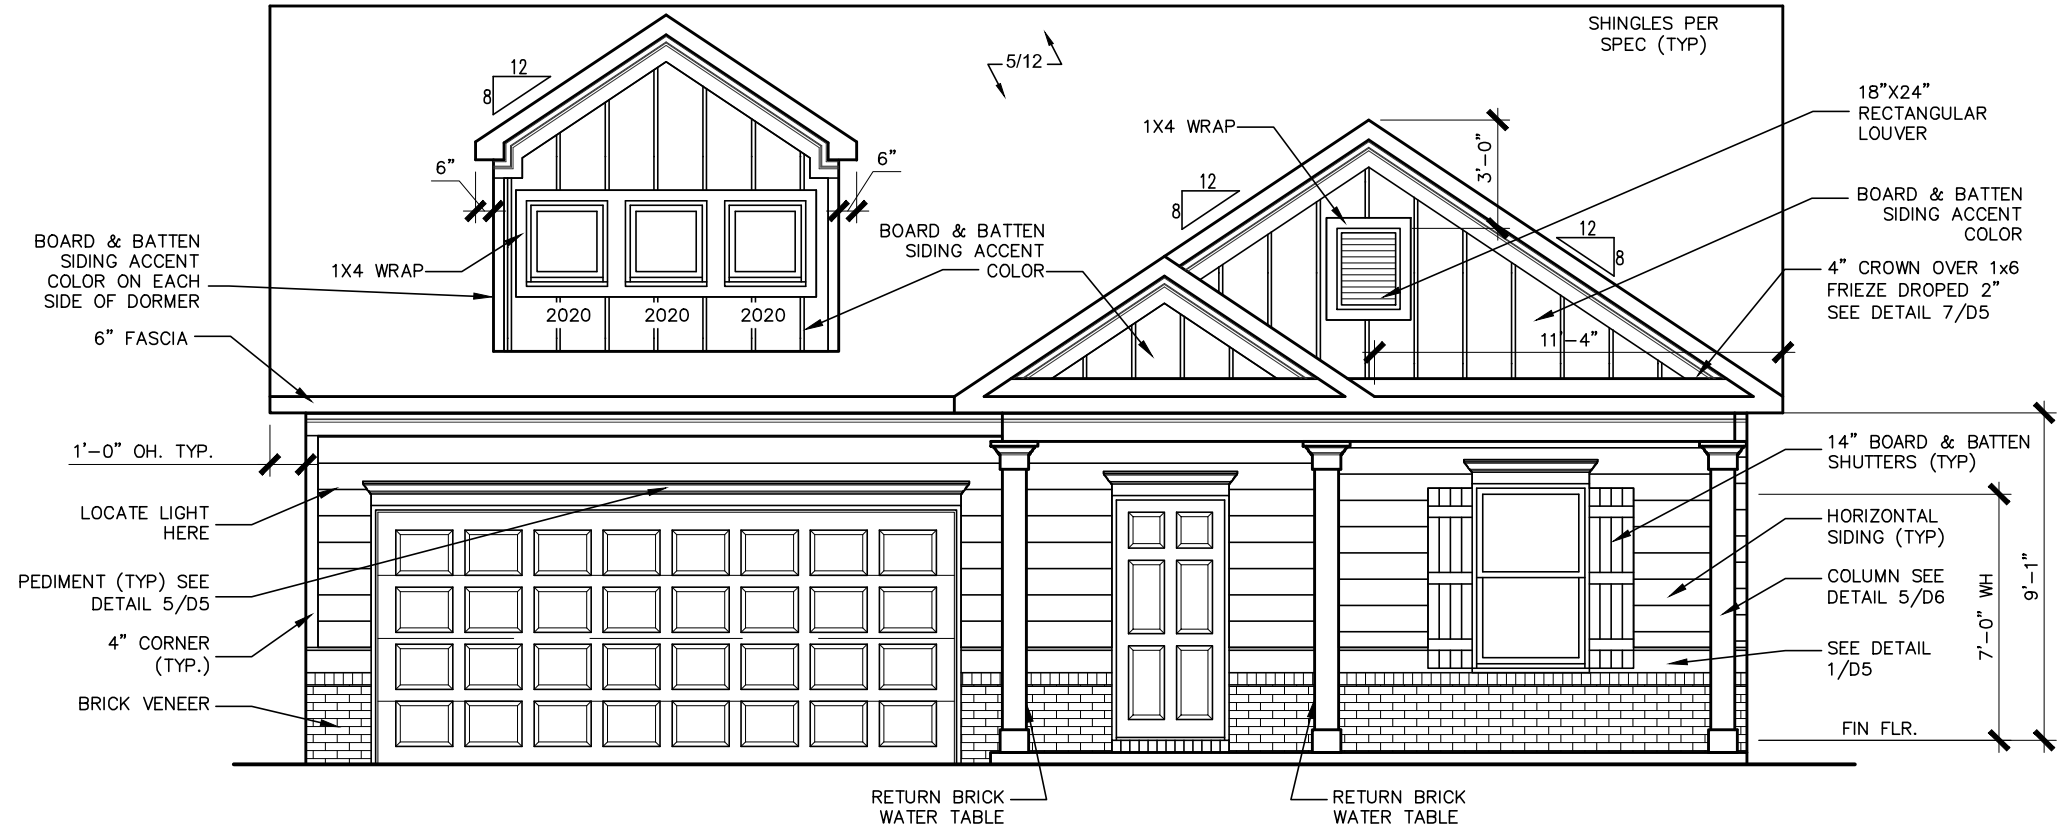 SHINGLES PER
SPEC (TYP)
12
8
5/12
18”X24”
RECTANGULAR
LOUVER
1X4 WRAP
3’-0”
6”
6”
12
8
BOARD & BATTEN
SIDING ACCENT
COLOR
BOARD & BATTEN
SIDING ACCENT
COLOR ON EACH
SIDE OF DORMER
1X4 WRAP
BOARD & BATTEN
SIDING ACCENT
COLOR
12
8
4” CROWN OVER 1x6
FRIEZE DROPED 2”
SEE DETAIL 7/D5
2020
2020
2020
6” FASCIA
11’-4”
1’-0” OH. TYP.
14” BOARD & BATTEN
SHUTTERS (TYP)
LOCATE LIGHT
HERE
HORIZONTAL
SIDING (TYP)
PEDIMENT (TYP) SEE
DETAIL 5/D5
COLUMN SEE
DETAIL 5/D6
7’-0” WH
9’-1”
4” CORNER
(TYP.)
SEE DETAIL
1/D5
BRICK VENEER
FIN FLR.
RETURN BRICK
WATER TABLE
RETURN BRICK
WATER TABLE